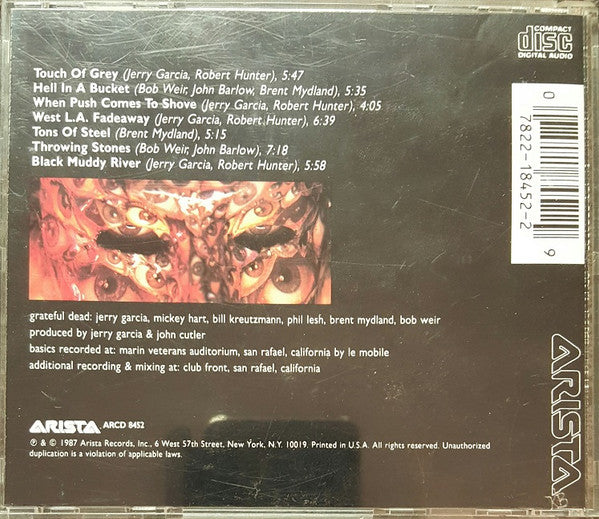 COMPACT
disc
DIGITAL AUDIO
Touch Of Grey (Jerry Garcia, Robert Hunter), 5:47
Hell In A Bucket (Bob Weir, John Barlow, Brent Mydland), 5:35
When Push Comes To Shove (Jerry Garcia, Robert Hunter), 4:05
West L.A. Fadeaway (Jerry Garcia, Robert Hunter), 6:39
Tons Of Steel (Brent Mydland), 5:15
Throwing Stones (Bob Weir, John Barlow), 7:18
Black Muddy River (Jerry Garcia, Robert Hunter), 5:58
0 7822-18452-2 9
grateful dead: jerry garcia, mickey hart, bill kreutzmann, phil lesh, brent mydland, bob weir
produced by jerry garcia & john cutler
basics recorded at: marin veterans auditorium, san rafael, california by le mobile
additional recording & mixing at: club front, san rafael, california
ARISTA
ARISTA ARCD 8452
℗ & © 1987 Arista Records, Inc., 6 West 57th Street, New York, N.Y. 10019. Printed in U.S.A. All rights reserved. Unauthorized
duplication is a violation of applicable laws.